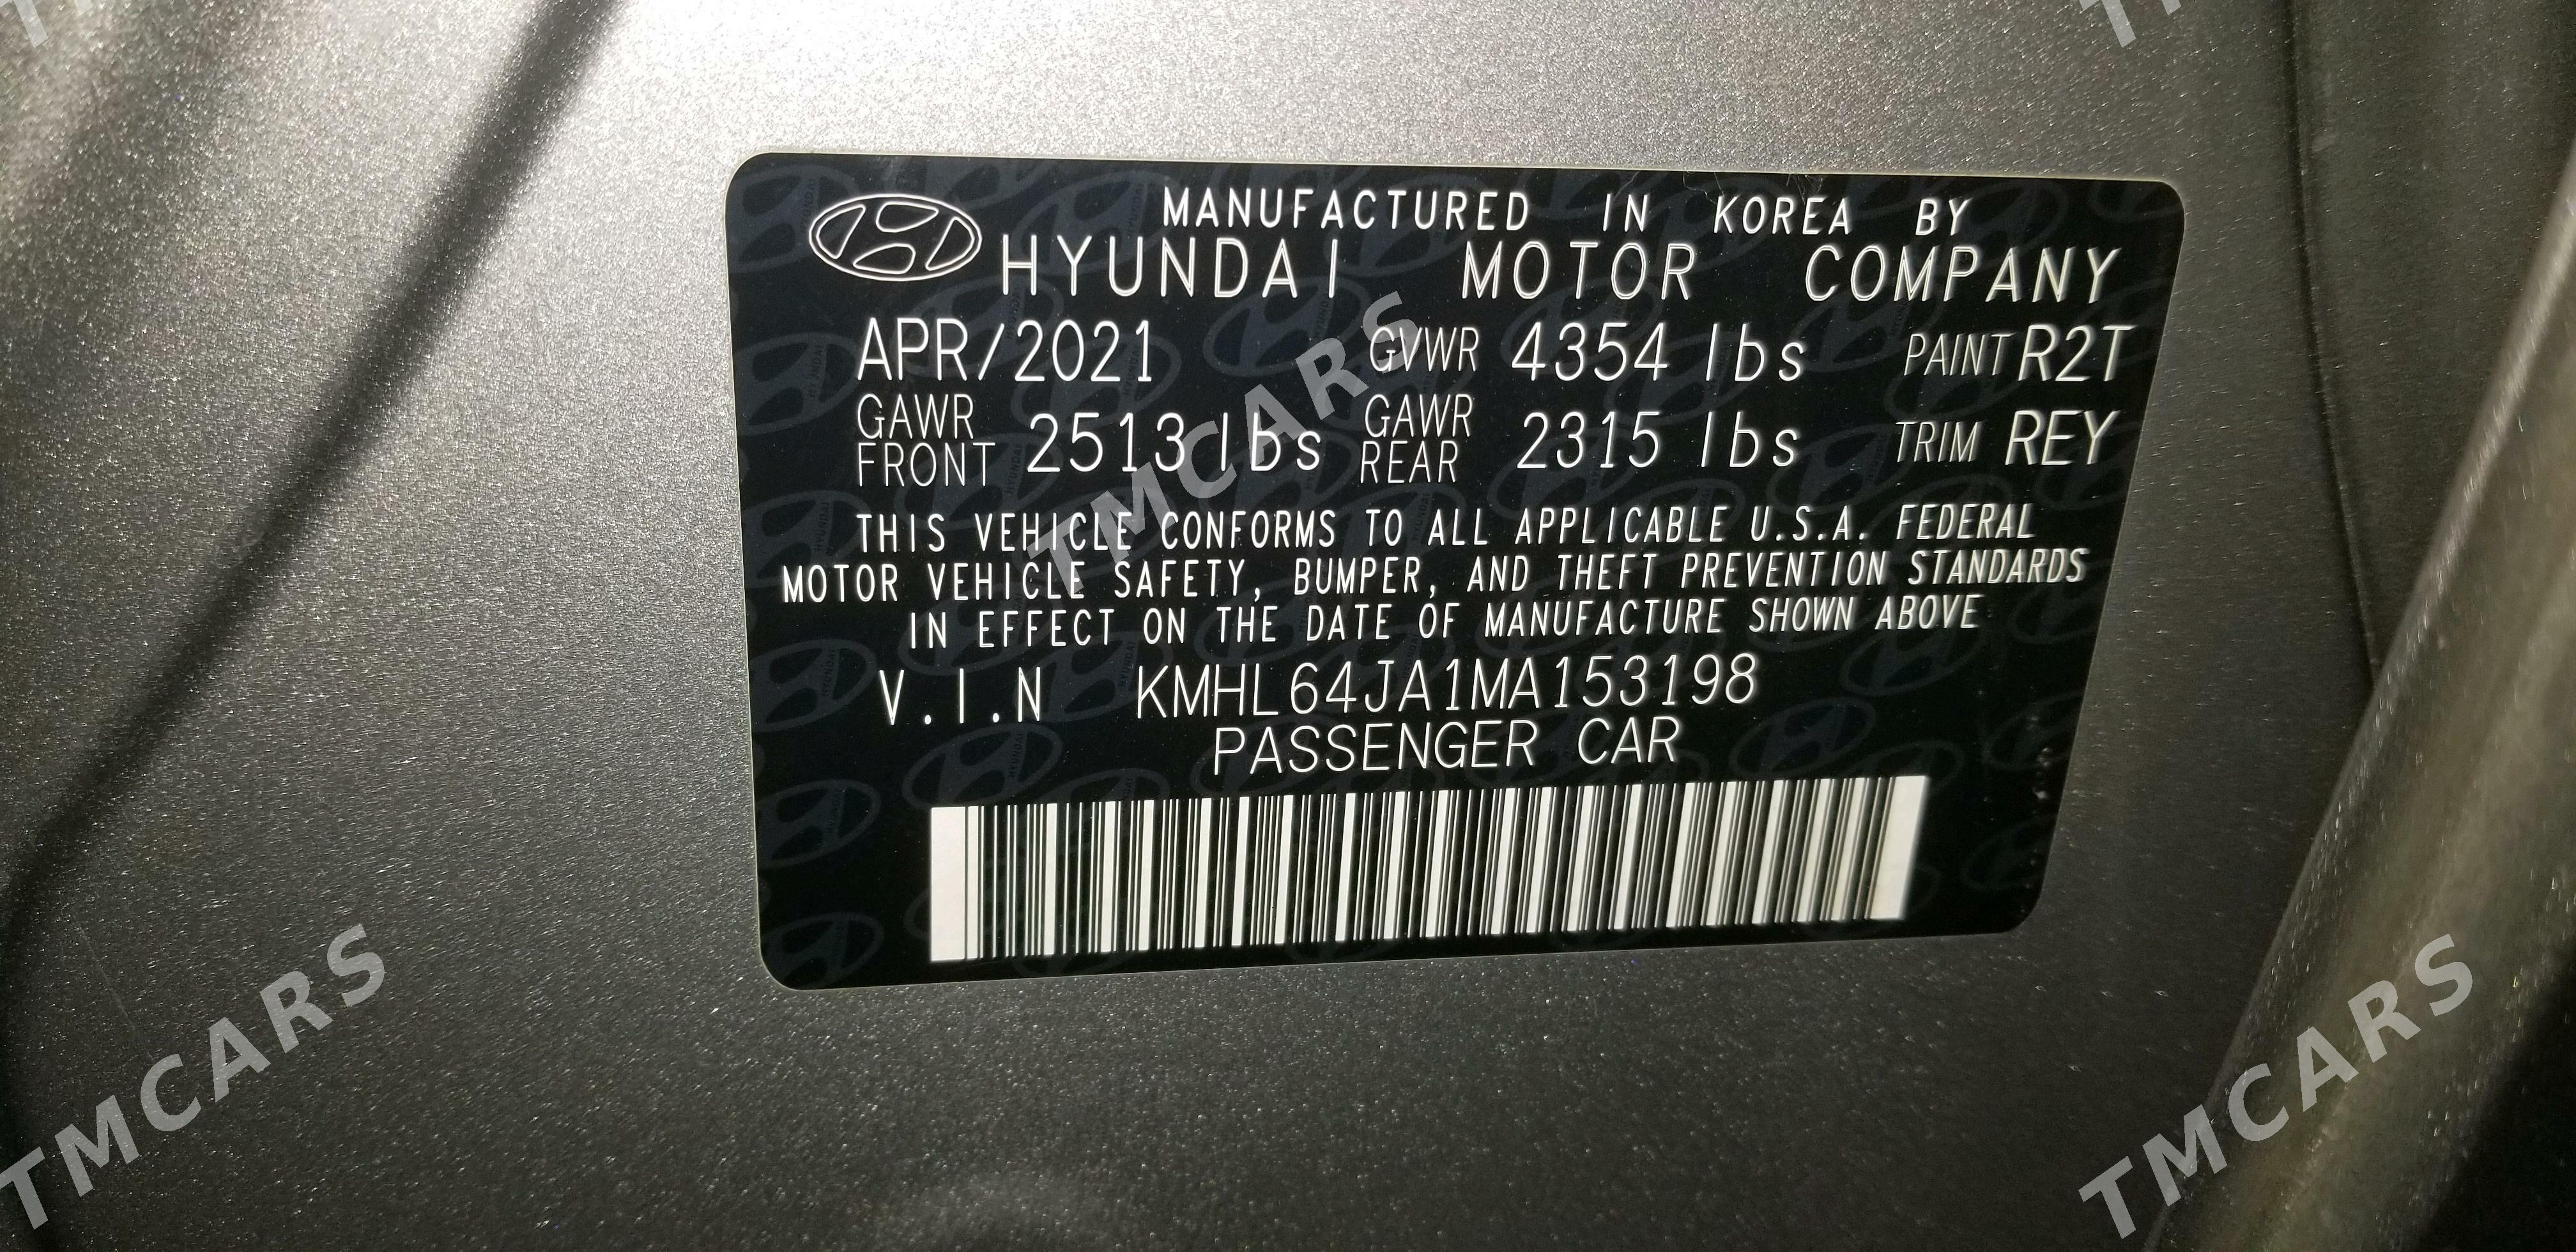 MANUFACTURED IN KOREA BY
HYUNDAI MOTOR COMPANY
APR/2021 GVWR 4354 lbs PAINT R2T
GAWR FRONT 2513 lbs GAWR REAR 2315 lbs TRIM REY
THIS VEHICLE CONFORMS TO ALL APPLICABLE U.S.A. FEDERAL
MOTOR VEHICLE SAFETY, BUMPER, AND THEFT PREVENTION STANDARDS
IN EFFECT ON THE DATE OF MANUFACTURE SHOWN ABOVE
V.I.N KMHL64JA1MA153198
PASSENGER CAR
TMCARS
TMCARS
TMCARS